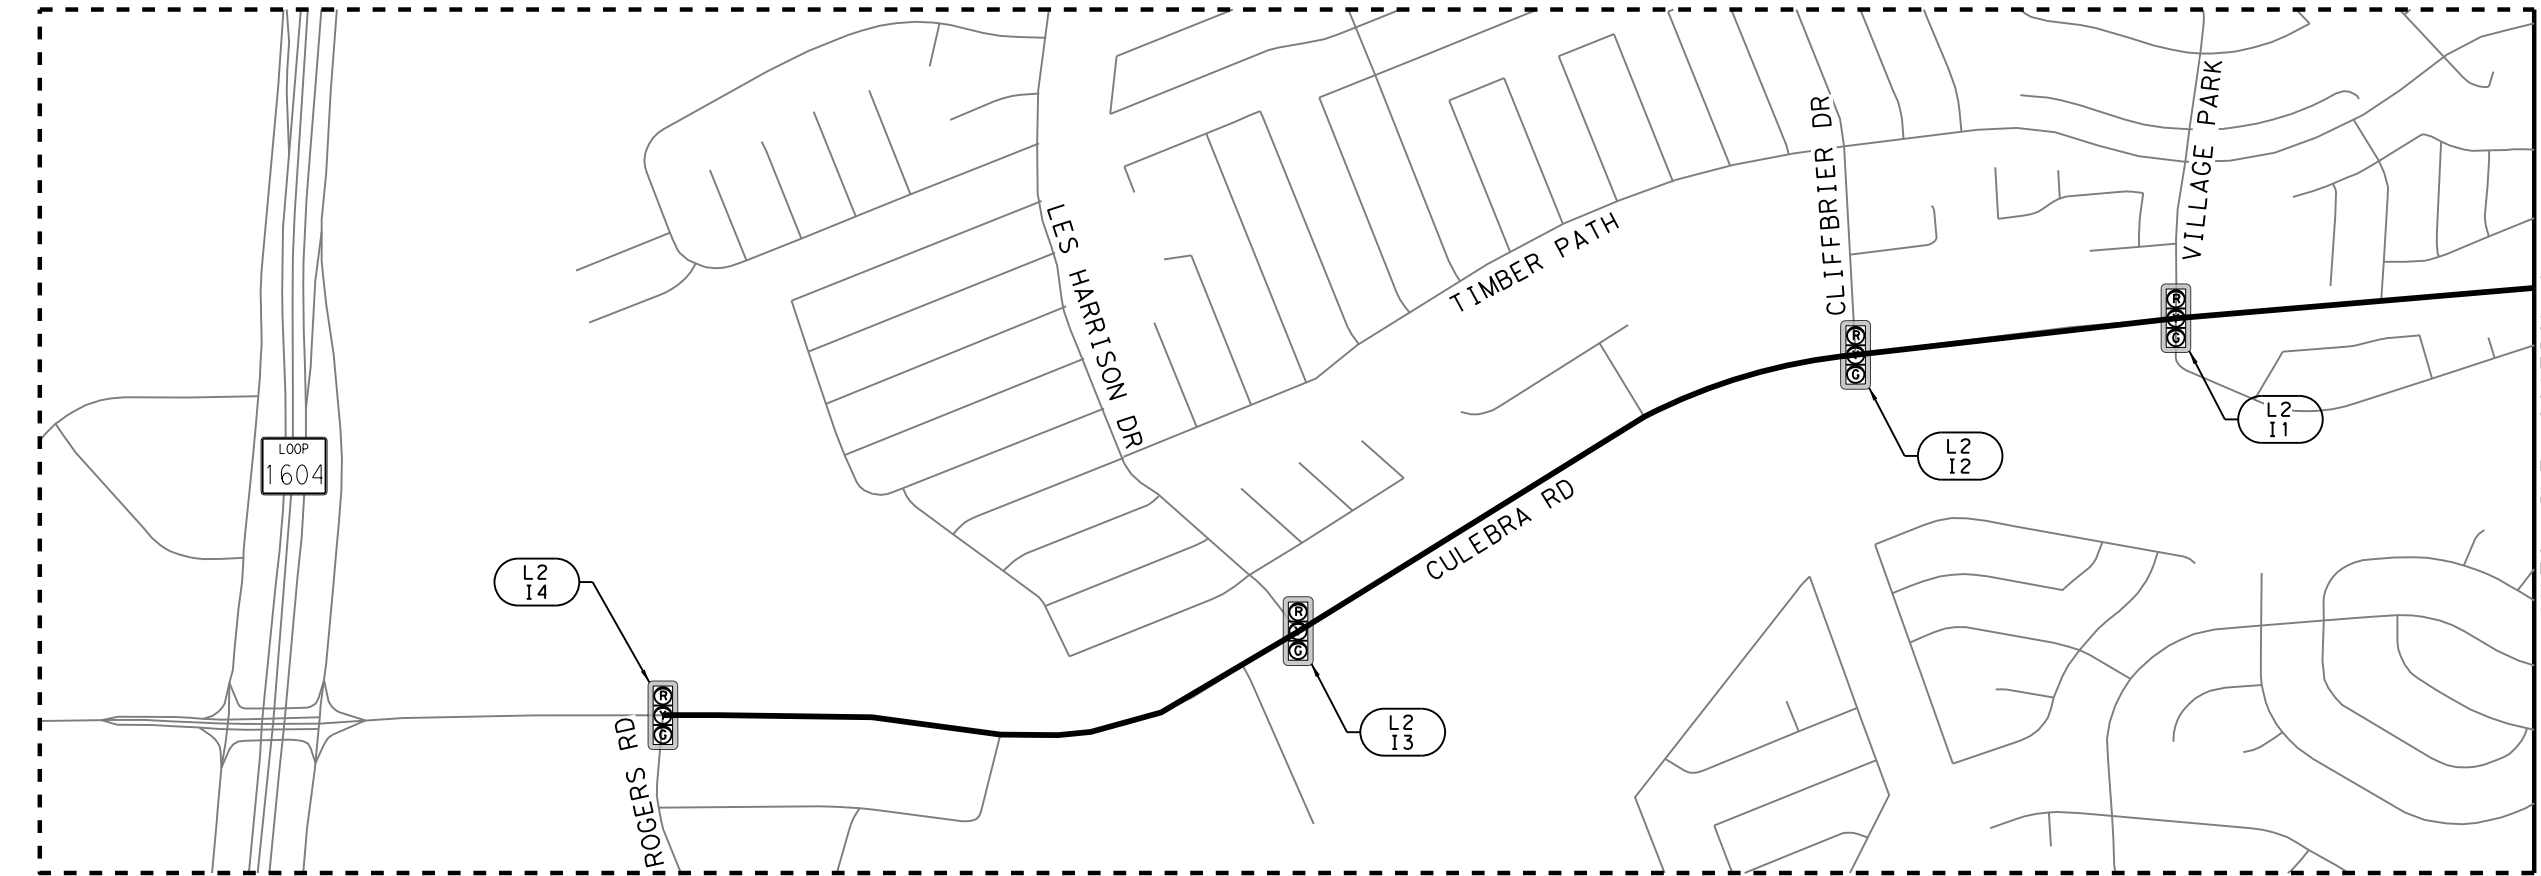 VILLAGE PARK
CLIFFBRIER DR
LES HARRISON DR
TIMBER PATH
R
G
R
G
L2
I1
LOOP
1604
L2
I2
CULEBRA RD
L2
I4
R
G
R
G
L2
I3
ROGERS RD